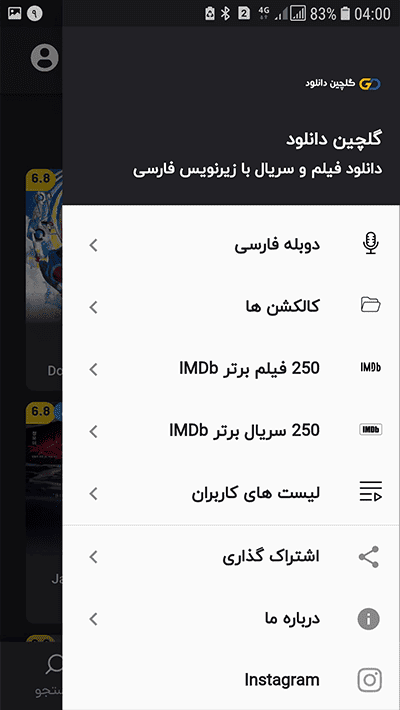 ۹
2
4G
83%
04:00
گلچین دانلود
گلچین دانلود
دانلود فیلم و سریال با زیرنویس فارسی
دوبله فارسی
کالکشن ها
IMDb
250 فیلم برتر IMDb
IMDb
250 سریال برتر IMDb
لیست های کاربران
اشتراک گذاری
درباره ما
Instagram
6.8
Do
6.8
Ja
ستجو